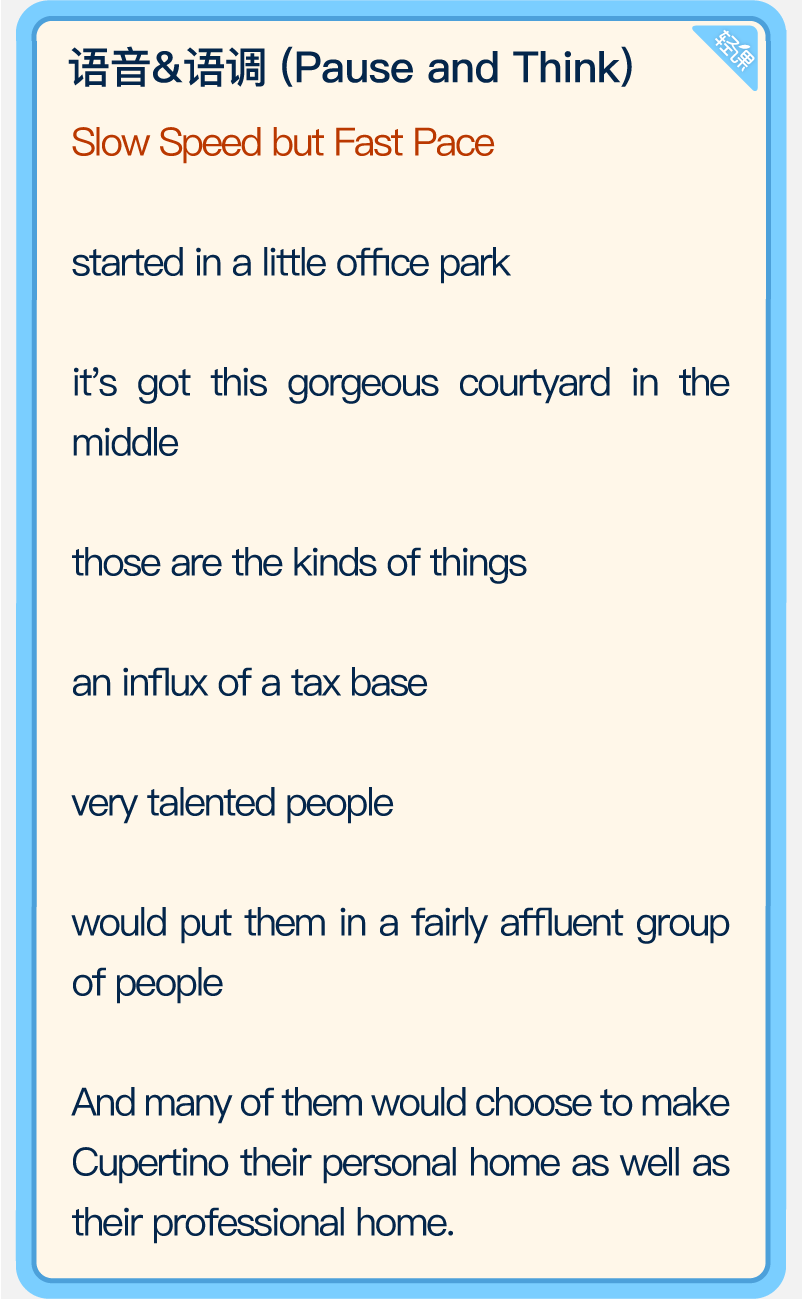 语音&语调 (Pause and Think)
轻课
Slow Speed but Fast Pace
started in a little office park
it’s got this gorgeous courtyard in the
middle
those are the kinds of things
an influx of a tax base
very talented people
would put them in a fairly affluent group
of people
And many of them would choose to make
Cupertino their personal home as well as
their professional home.